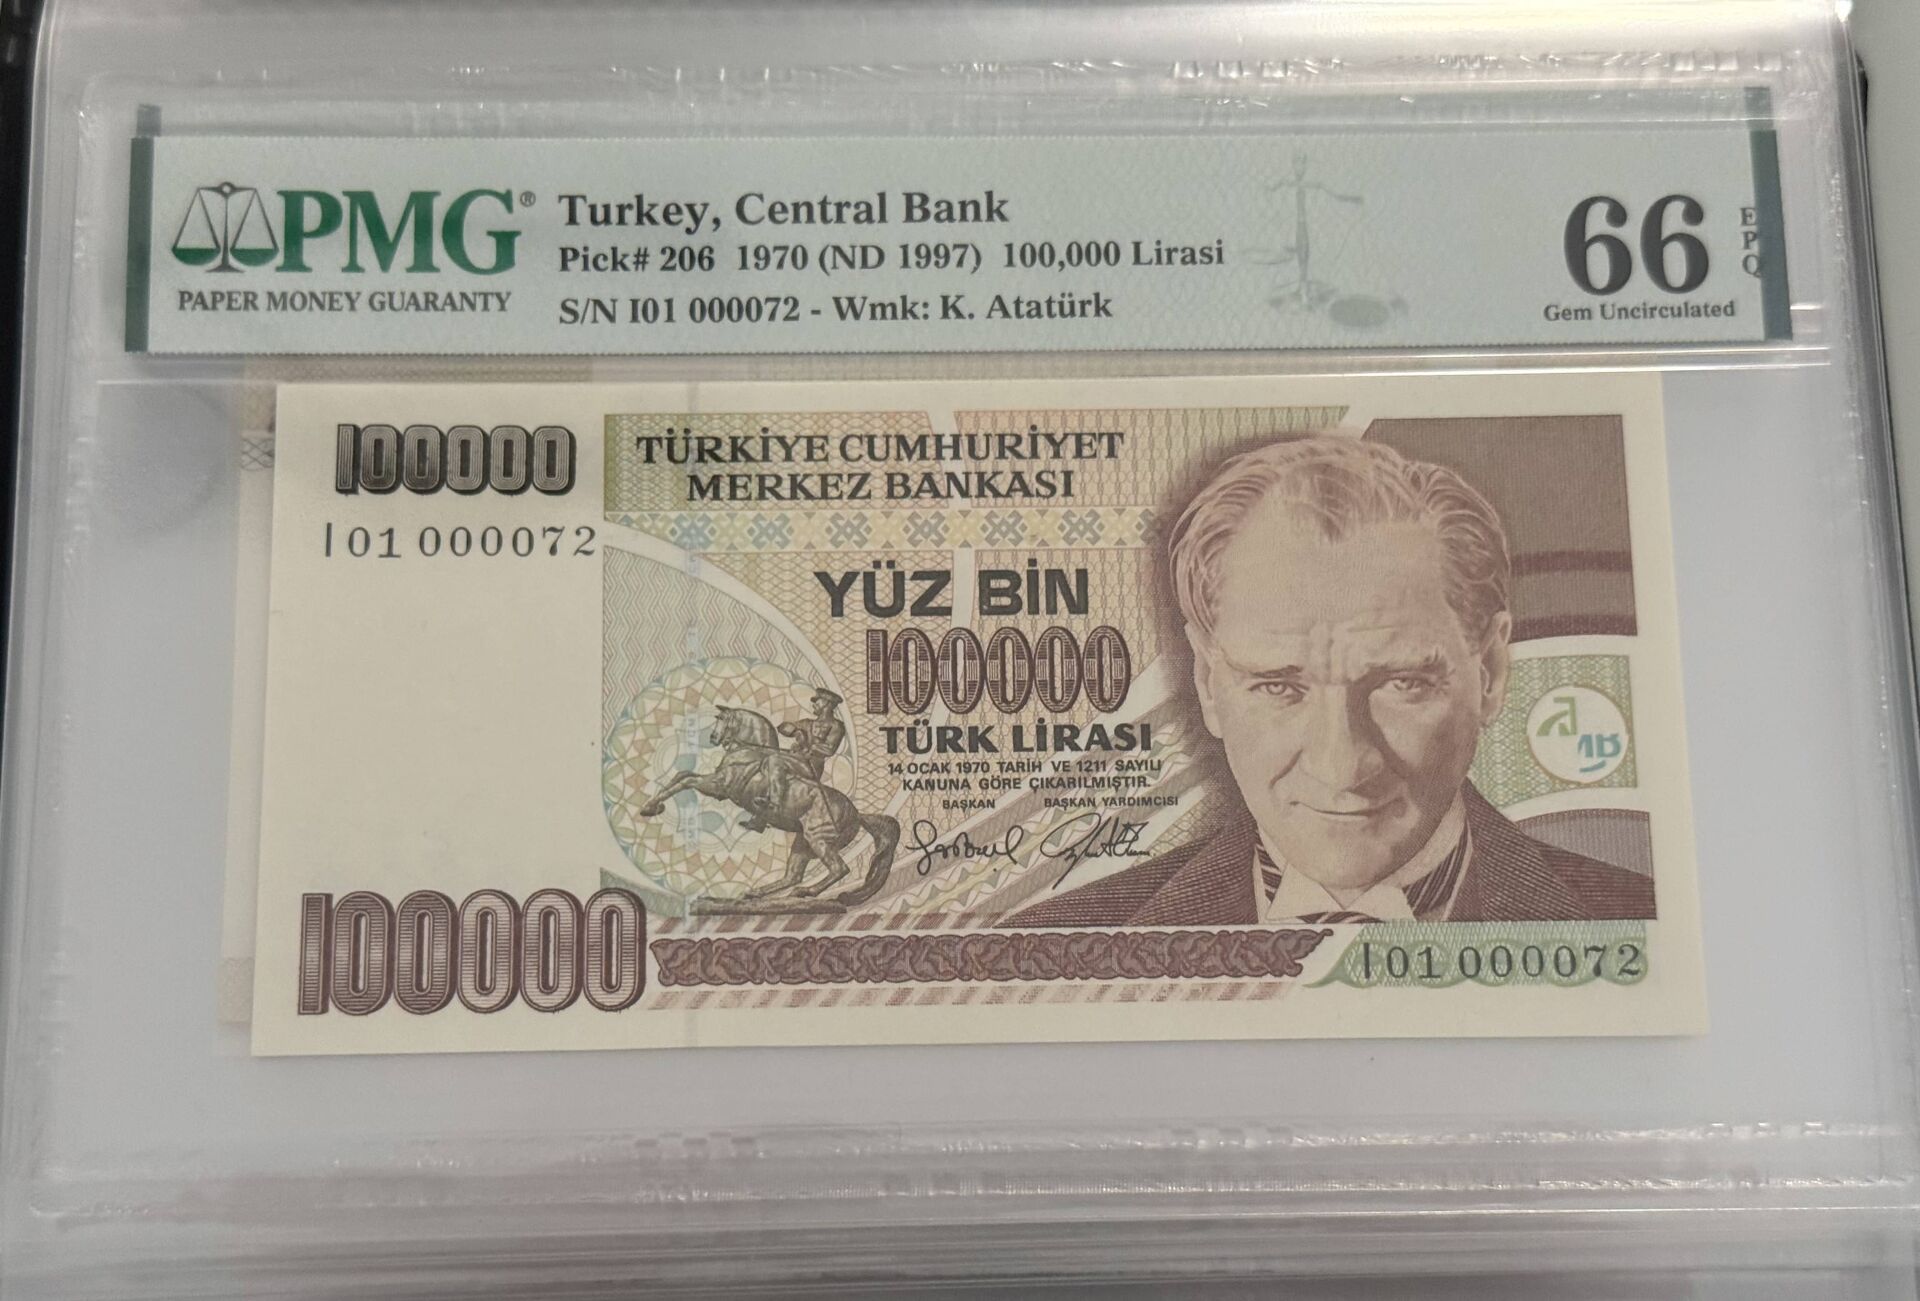 PMG®
PAPER MONEY GUARANTY
Turkey, Central Bank
Pick# 206 1970 (ND 1997) 100,000 Lirasi
S/N I01 000072 - Wmk: K. Atatürk
66
EPQ
Gem Uncirculated
100000
I01 000072
TÜRKİYE CUMHURİYET
MERKEZ BANKASI
YÜZ BİN
100000
TÜRK LİRASI
14 OCAK 1970 TARİH VE 1211 SAYILI
KANUNA GÖRE ÇIKARILMIŞTIR.
BAŞKAN BAŞKAN YARDIMCISI
100000
I01 000072